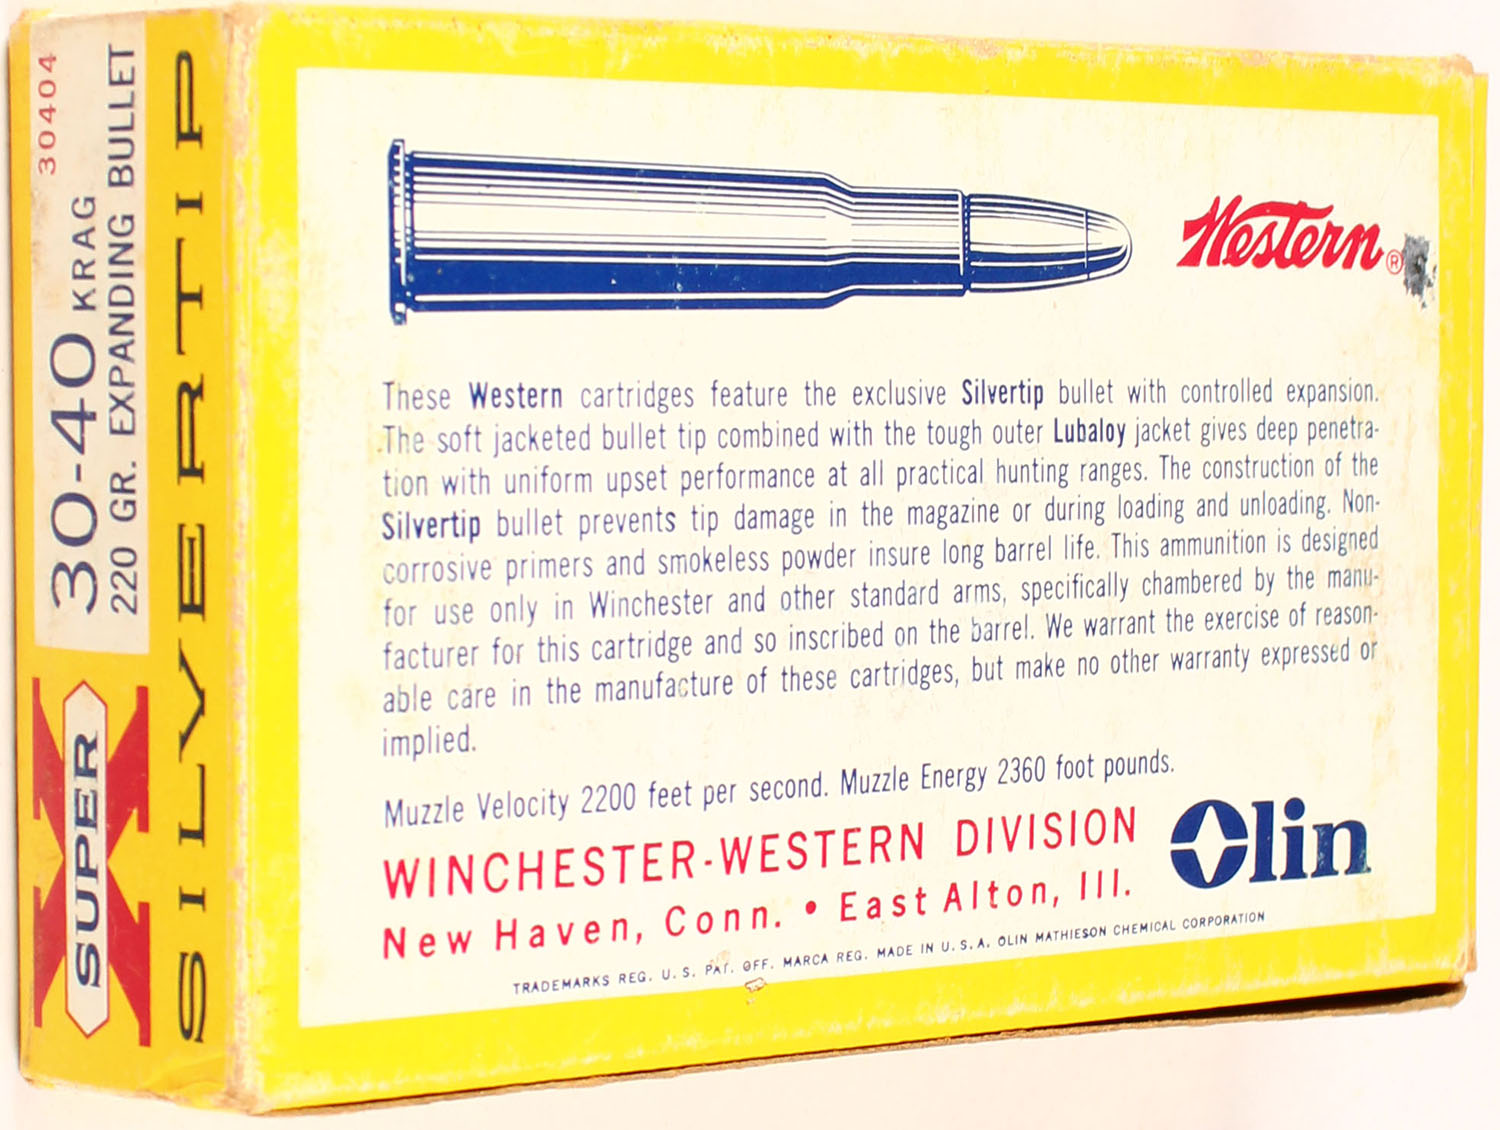 30404
30-40 KRAG
220 GR. EXPANDING BULLET
SUPER
X
SILVERTIP
Western ®
These Western cartridges feature the exclusive Silvertip bullet with controlled expansion.
The soft jacketed bullet tip combined with the tough outer Lubaloy jacket gives deep penetra-
tion with uniform upset performance at all practical hunting ranges. The construction of the
Silvertip bullet prevents tip damage in the magazine or during loading and unloading. Non-
corrosive primers and smokeless powder insure long barrel life. This ammunition is designed
for use only in Winchester and other standard arms, specifically chambered by the manu-
facturer for this cartridge and so inscribed on the barrel. We warrant the exercise of reason-
able care in the manufacture of these cartridges, but make no other warranty expressed or
implied.
Muzzle Velocity 2200 feet per second. Muzzle Energy 2360 foot pounds.
WINCHESTER-WESTERN DIVISION
New Haven, Conn. • East Alton, Ill.
Olin
TRADEMARKS REG. U. S. PAT. OFF. MARCA REG. MADE IN U. S. A. OLIN MATHIESON CHEMICAL CORPORATION